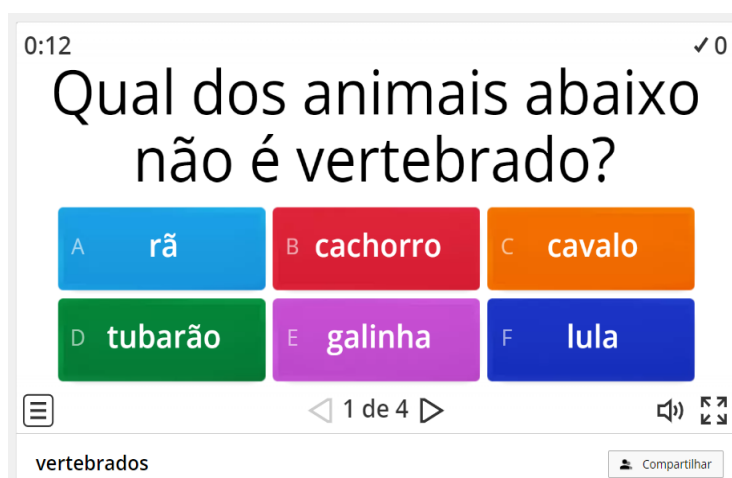 0:12 ✓ 0
Qual dos animais abaixo
não é vertebrado?
A rã B cachorro C cavalo
D tubarão E galinha F lula
1 de 4
vertebrados Compartilhar